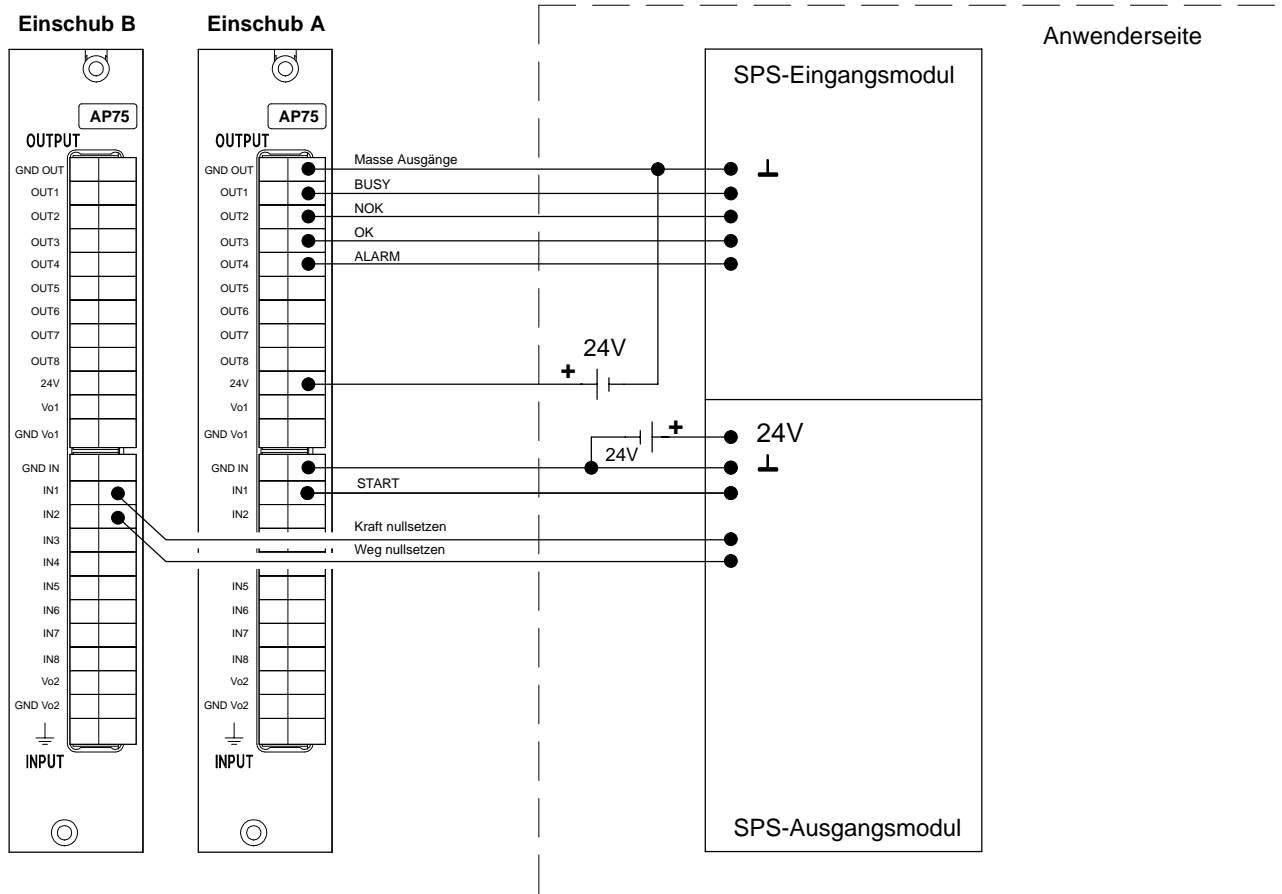 Einschub B
AP75
OUTPUT
GND OUT
OUT1
OUT2
OUT3
OUT4
OUT5
OUT6
OUT7
OUT8
24V
Vo1
GND Vo1
GND IN
IN1
IN2
IN3
IN4
IN5
IN6
IN7
IN8
Vo2
GND Vo2
INPUT
Einschub A
AP75
OUTPUT
GND OUT
OUT1
OUT2
OUT3
OUT4
OUT5
OUT6
OUT7
OUT8
24V
Vo1
GND Vo1
GND IN
IN1
IN2
IN5
IN6
IN7
IN8
Vo2
GND Vo2
INPUT
Masse Ausgänge
BUSY
NOK
OK
ALARM
+ 24V
24V +
START
Kraft nullsetzen
Weg nullsetzen
Anwenderseite
SPS-Eingangsmodul
24V
SPS-Ausgangsmodul